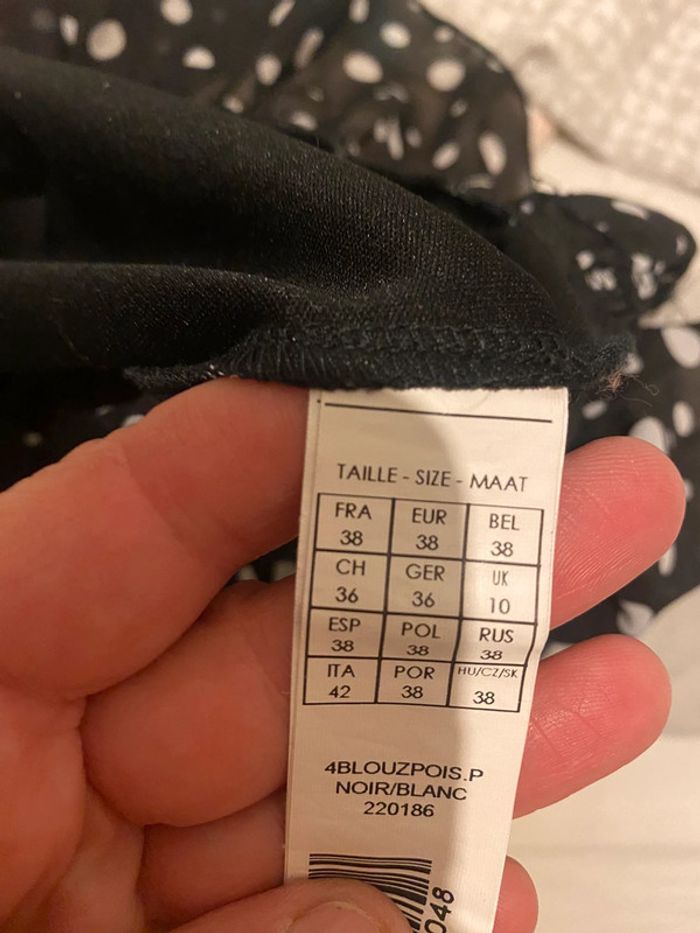 TAILLE - SIZE - MAAT
FRA EUR BEL
38 38 38
CH GER UK
36 36 10
ESP POL RUS
38 38 38
ITA POR HU/CZ/SK
42 38 38
4BLOUZPOIS.P
NOIR/BLANC
220186
048